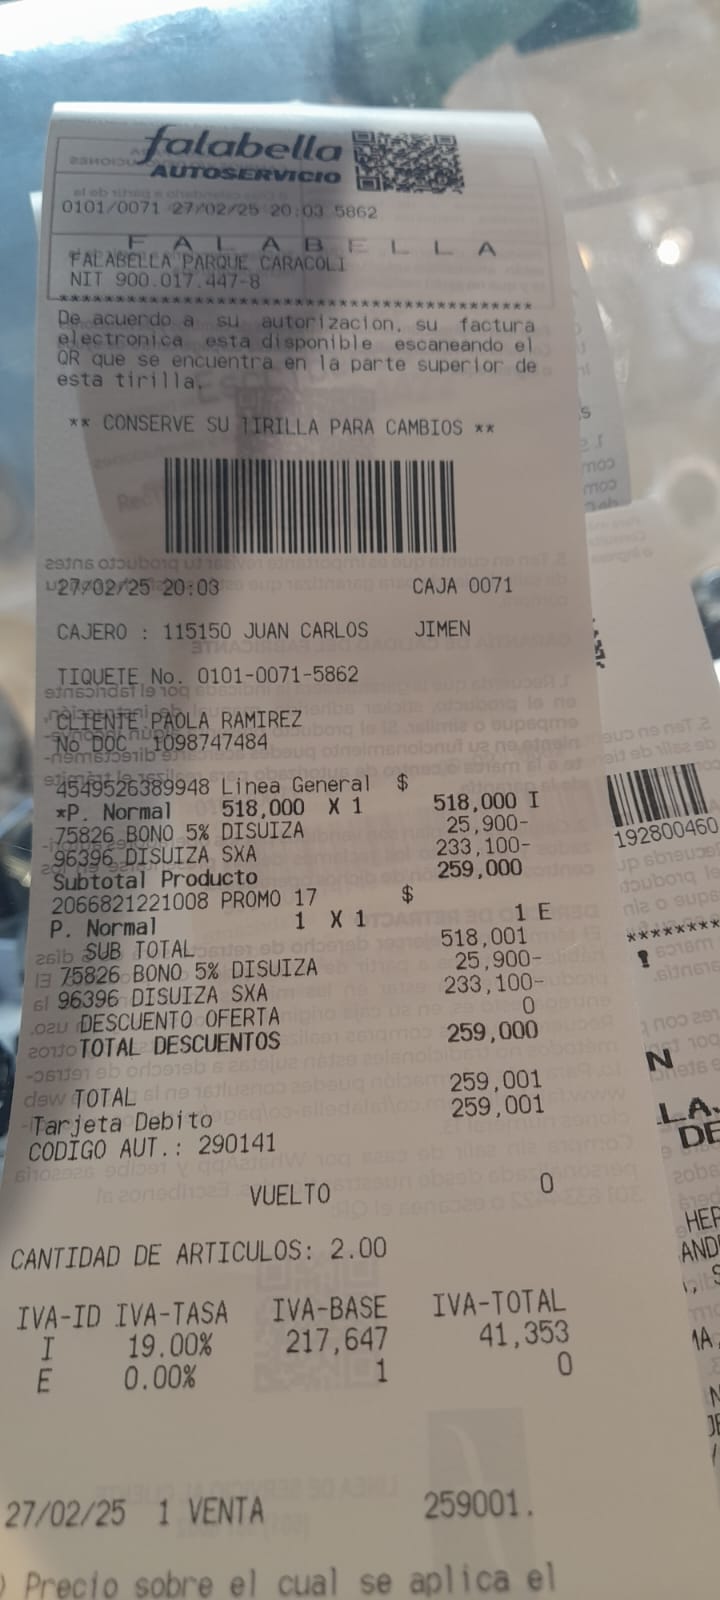 falabella
AUTOSERVICIO
0101/0071 27/02/25 20:03 5862
F A L A B E L L A
FALABELLA PARQUE CARACOLI
NIT 900.017.447-8
*********************************************
De acuerdo a su autorizacion, su factura
electronica esta disponible escaneando el
QR que se encuentra en la parte superior de
esta tirilla.
** CONSERVE SU TIRILLA PARA CAMBIOS **
27/02/25 20:03 CAJA 0071
CAJERO : 115150 JUAN CARLOS JIMEN
TIQUETE No. 0101-0071-5862
CLIENTE PAOLA RAMIREZ
No DOC 1098747484
4549526389948 Linea General $
*P. Normal 518,000 X 1 518,000 I
75826 BONO 5% DISUIZA 25,900-
96396 DISUIZA SXA 233,100-
Subtotal Producto 259,000
2066821221008 PROMO 17 $
P. Normal 1 X 1 1 E
SUB TOTAL 518,001
75826 BONO 5% DISUIZA 25,900-
96396 DISUIZA SXA 233,100-
DESCUENTO OFERTA 0
TOTAL DESCUENTOS 259,000
TOTAL 259,001
Tarjeta Debito 259,001
CODIGO AUT.: 290141
VUELTO 0
CANTIDAD DE ARTICULOS: 2.00
IVA-ID IVA-TASA IVA-BASE IVA-TOTAL
I 19.00% 217,647 41,353
E 0.00% 1 0
27/02/25 1 VENTA 259001.
) Precio sobre el cual se aplica el
192800460
********
!
N
LA.
DE
HER